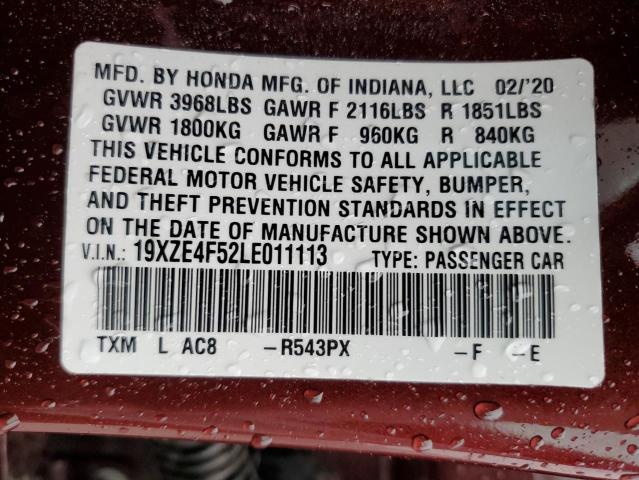 MFD. BY HONDA MFG. OF INDIANA, LLC 02/'20
GVWR 3968LBS GAWR F 2116LBS R 1851LBS
GVWR 1800KG GAWR F 960KG R 840KG
THIS VEHICLE CONFORMS TO ALL APPLICABLE
FEDERAL MOTOR VEHICLE SAFETY, BUMPER,
AND THEFT PREVENTION STANDARDS IN EFFECT
ON THE DATE OF MANUFACTURE SHOWN ABOVE.
V.I.N.: 19XZE4F52LE011113 TYPE: PASSENGER CAR
TXM L AC8 –R543PX –F –E